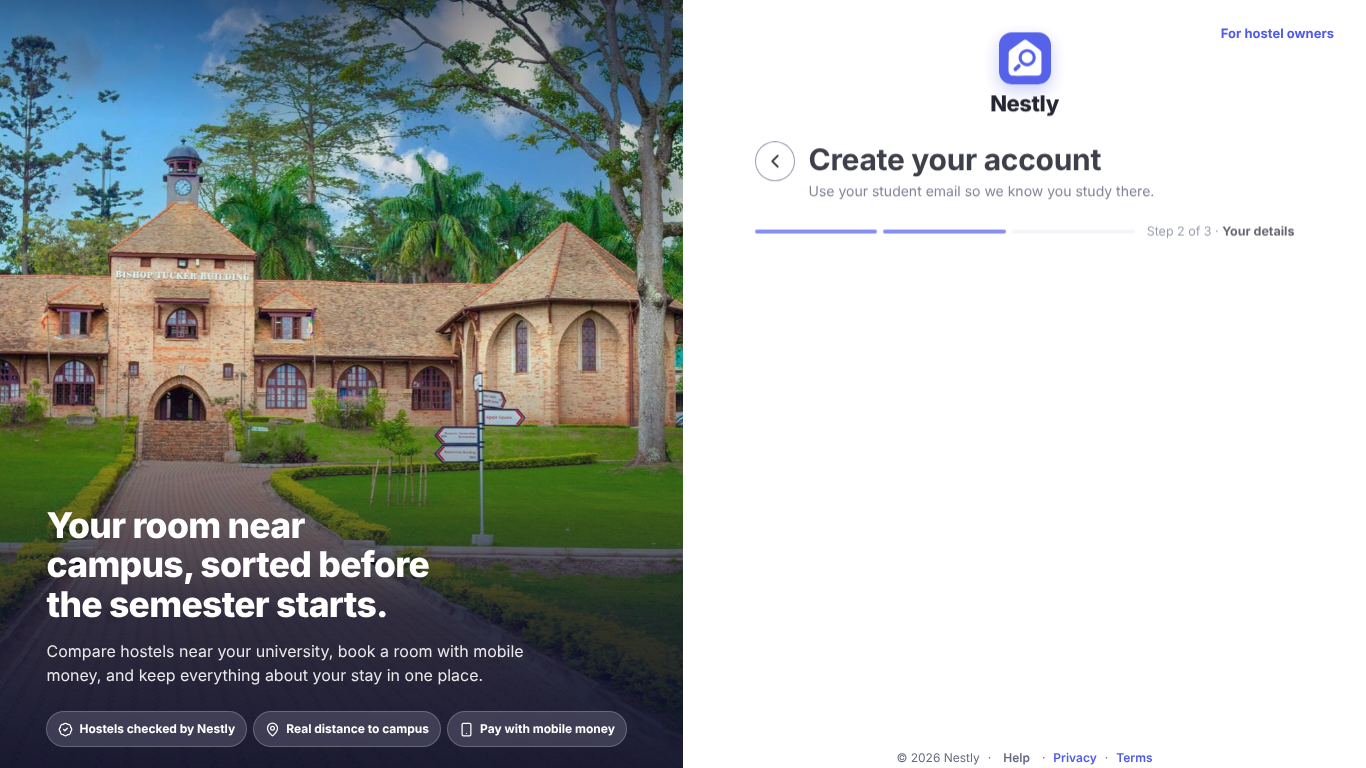 BISHOP TUCKER BUILDING
Your room near
campus, sorted before
the semester starts.
Compare hostels near your university, book a room with mobile
money, and keep everything about your stay in one place.
Hostels checked by Nestly
Real distance to campus
Pay with mobile money
For hostel owners
Nestly
Create your account
Use your student email so we know you study there.
Step 2 of 3 · Your details
© 2026 Nestly · Help · Privacy · Terms